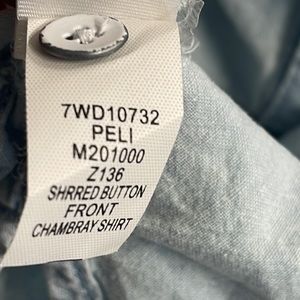 7WD10732
PELI
M201000
Z136
SHRRED BUTTON
FRONT
CHAMBRAY SHIRT